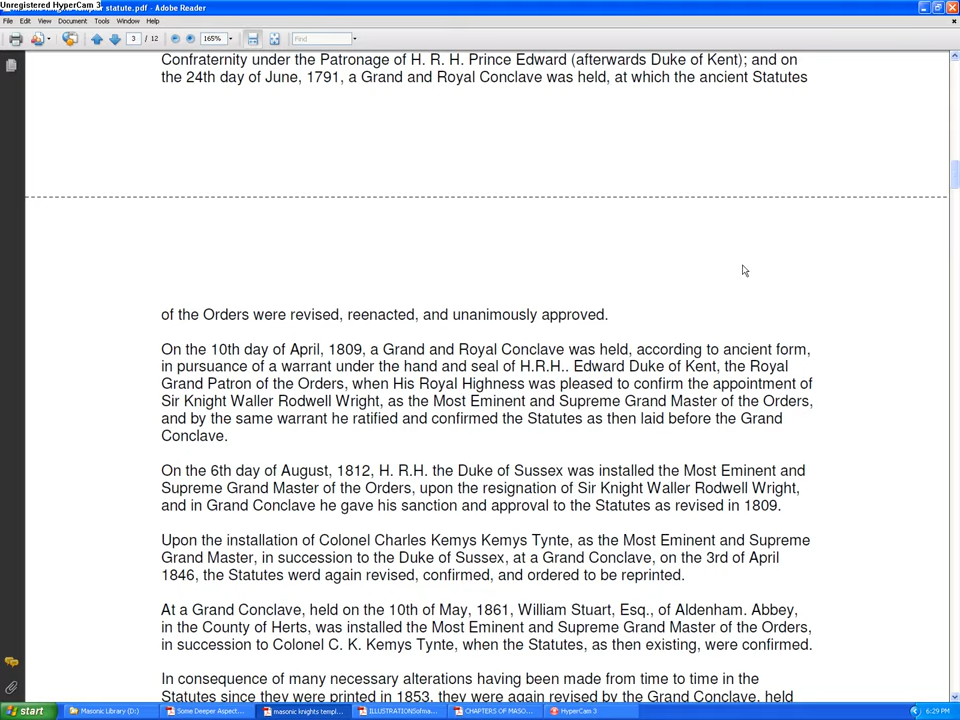 Unregistered HyperCam 3
statute.pdf - Adobe Reader
File Edit View Document Tools Window Help
3 / 12 165% Find
Confraternity under the Patronage of H. R. H. Prince Edward (afterwards Duke of Kent); and on
the 24th day of June, 1791, a Grand and Royal Conclave was held, at which the ancient Statutes
of the Orders were revised, reenacted, and unanimously approved.
On the 10th day of April, 1809, a Grand and Royal Conclave was held, according to ancient form,
in pursuance of a warrant under the hand and seal of H.R.H.. Edward Duke of Kent, the Royal
Grand Patron of the Orders, when His Royal Highness was pleased to confirm the appointment of
Sir Knight Waller Rodwell Wright, as the Most Eminent and Supreme Grand Master of the Orders,
and by the same warrant he ratified and confirmed the Statutes as then laid before the Grand
Conclave.
On the 6th day of August, 1812, H. R.H. the Duke of Sussex was installed the Most Eminent and
Supreme Grand Master of the Orders, upon the resignation of Sir Knight Waller Rodwell Wright,
and in Grand Conclave he gave his sanction and approval to the Statutes as revised in 1809.
Upon the installation of Colonel Charles Kemys Kemys Tynte, as the Most Eminent and Supreme
Grand Master, in succession to the Duke of Sussex, at a Grand Conclave, on the 3rd of April
1846, the Statutes werd again revised, confirmed, and ordered to be reprinted.
At a Grand Conclave, held on the 10th of May, 1861, William Stuart, Esq., of Aldenham. Abbey,
in the County of Herts, was installed the Most Eminent and Supreme Grand Master of the Orders,
in succession to Colonel C. K. Kemys Tynte, when the Statutes, as then existing, were confirmed.
In consequence of many necessary alterations having been made from time to time in the
Statutes since they were printed in 1853, they were again revised by the Grand Conclave, held
start Masonic Library (D:) Some Deeper Aspect... masonic knights templ... ILLUSTRATIONSofma... CHAPTERS OF MASO... HyperCam 3 6:29 PM